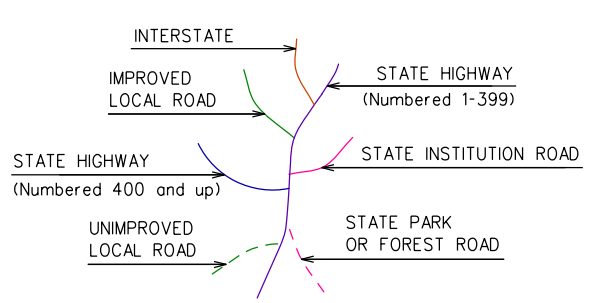 INTERSTATE
STATE HIGHWAY
(Numbered 1-399)
IMPROVED
LOCAL ROAD
STATE INSTITUTION ROAD
STATE HIGHWAY
(Numbered 400 and up)
UNIMPROVED
LOCAL ROAD
STATE PARK
OR FOREST ROAD